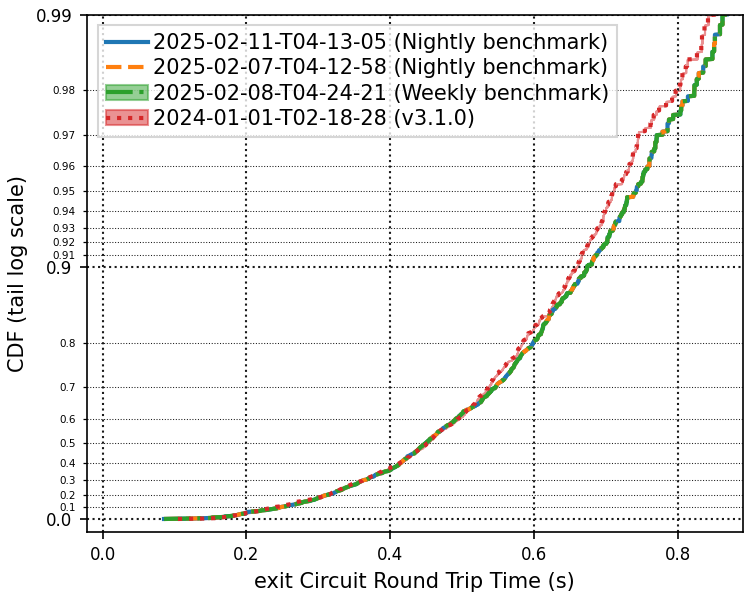 0.99
2025-02-11-T04-13-05 (Nightly benchmark)
2025-02-07-T04-12-58 (Nightly benchmark)
2025-02-08-T04-24-21 (Weekly benchmark)
2024-01-01-T02-18-28 (v3.1.0)
0.98
0.97
0.96
0.95
0.94
0.93
0.92
0.91
0.9
0.8
0.7
0.6
0.5
0.4
0.3
0.2
0.1
0.0
CDF (tail log scale)
0.0 0.2 0.4 0.6 0.8
exit Circuit Round Trip Time (s)